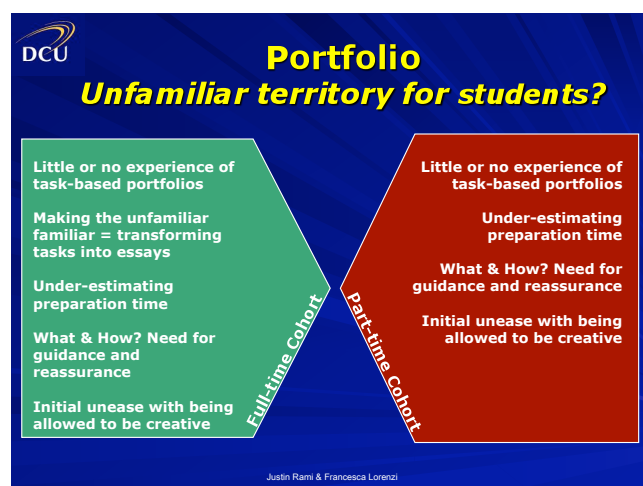 DCU
Portfolio
Unfamiliar territory for students?
Little or no experience of
task-based portfolios
Making the unfamiliar
familiar = transforming
tasks into essays
Under-estimating
preparation time
What & How? Need for
guidance and
reassurance
Initial unease with being
allowed to be creative
Full-time Cohort
Little or no experience of
task-based portfolios
Under-estimating
preparation time
What & How? Need for
guidance and reassurance
Initial unease with being
allowed to be creative
Part-time Cohort
Justin Rami & Francesca Lorenzi